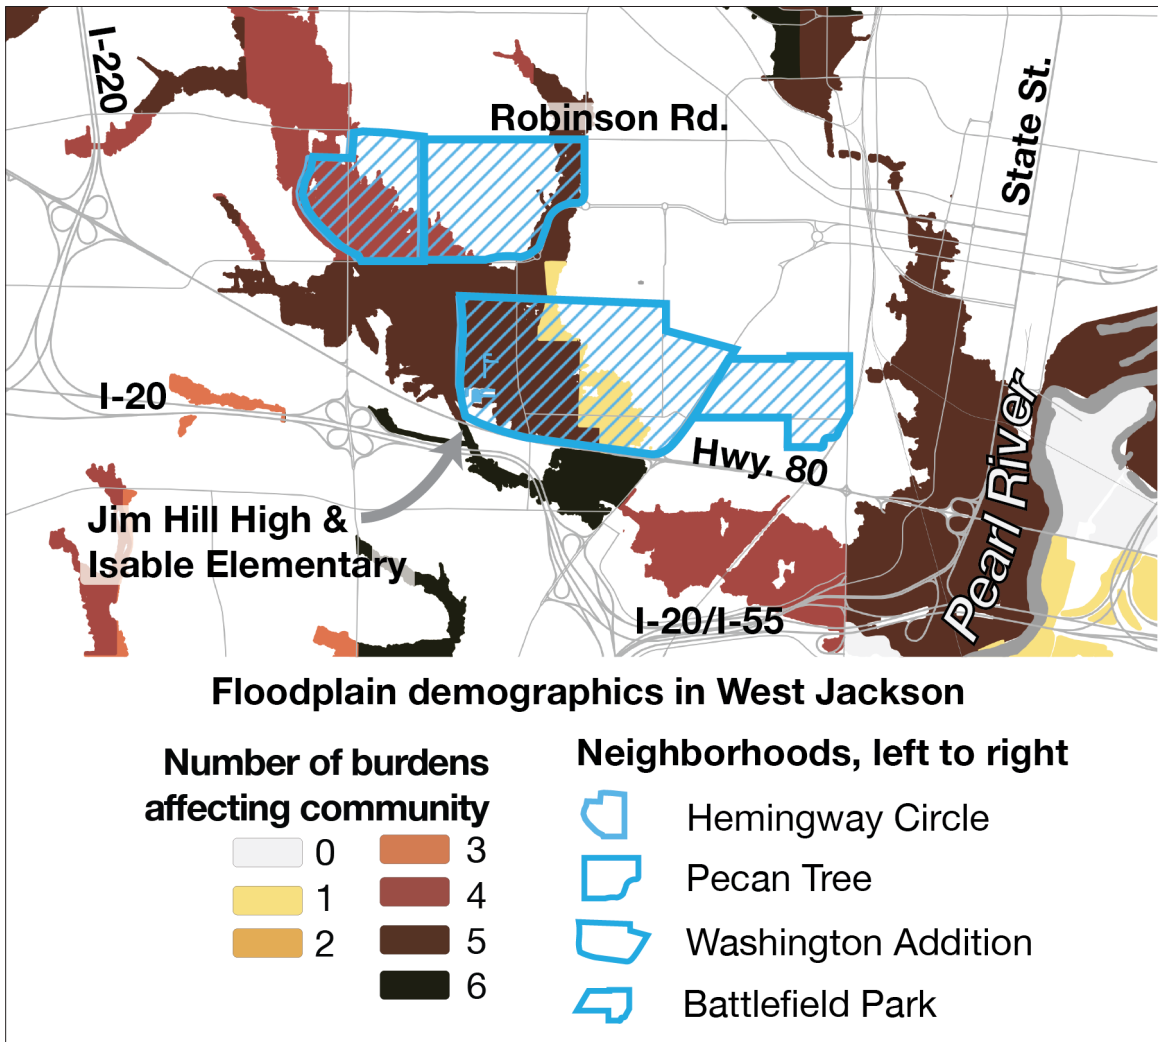 I-220
Robinson Rd.
State St.
I-20
Hwy. 80
Pearl River
Jim Hill High &
Isable Elementary
I-20/I-55
Floodplain demographics in West Jackson
Number of burdens
affecting community
0
1
2
3
4
5
6
Neighborhoods, left to right
Hemingway Circle
Pecan Tree
Washington Addition
Battlefield Park